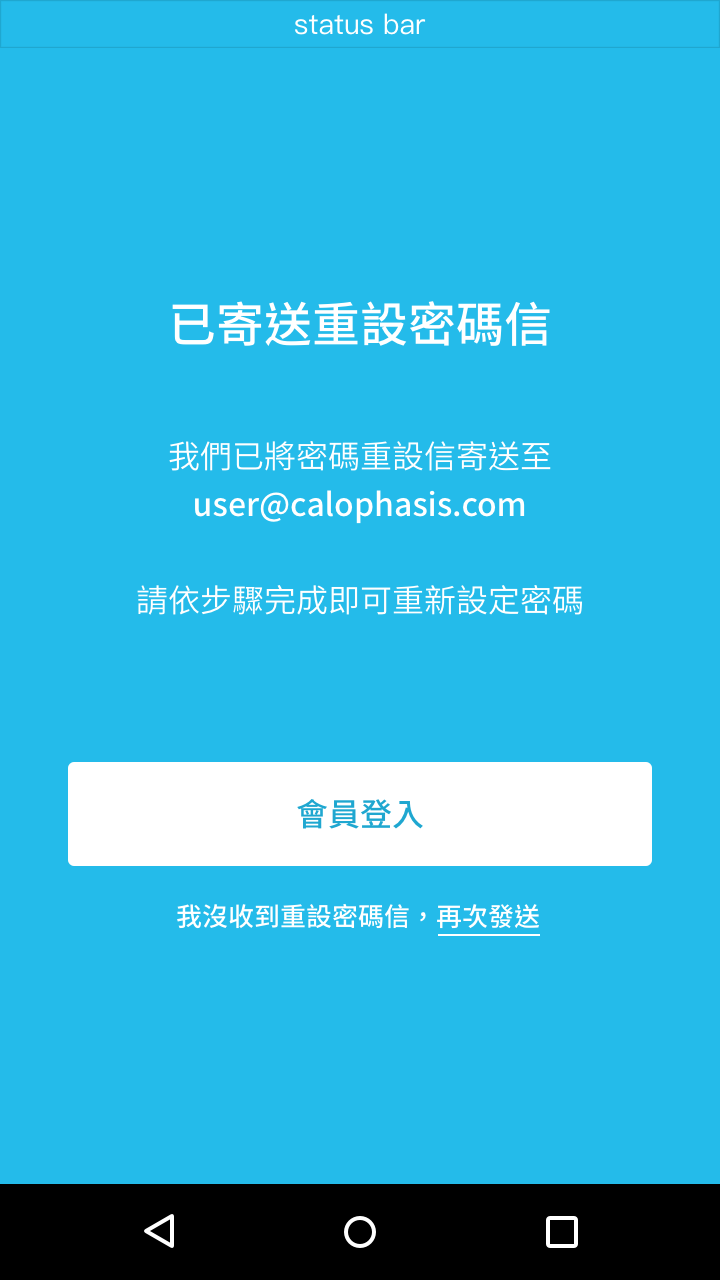 status bar
已寄送重設密碼信
我們已將密碼重設信寄送至
user@calophasis.com
請依步驟完成即可重新設定密碼
會員登入
我沒收到重設密碼信，再次發送